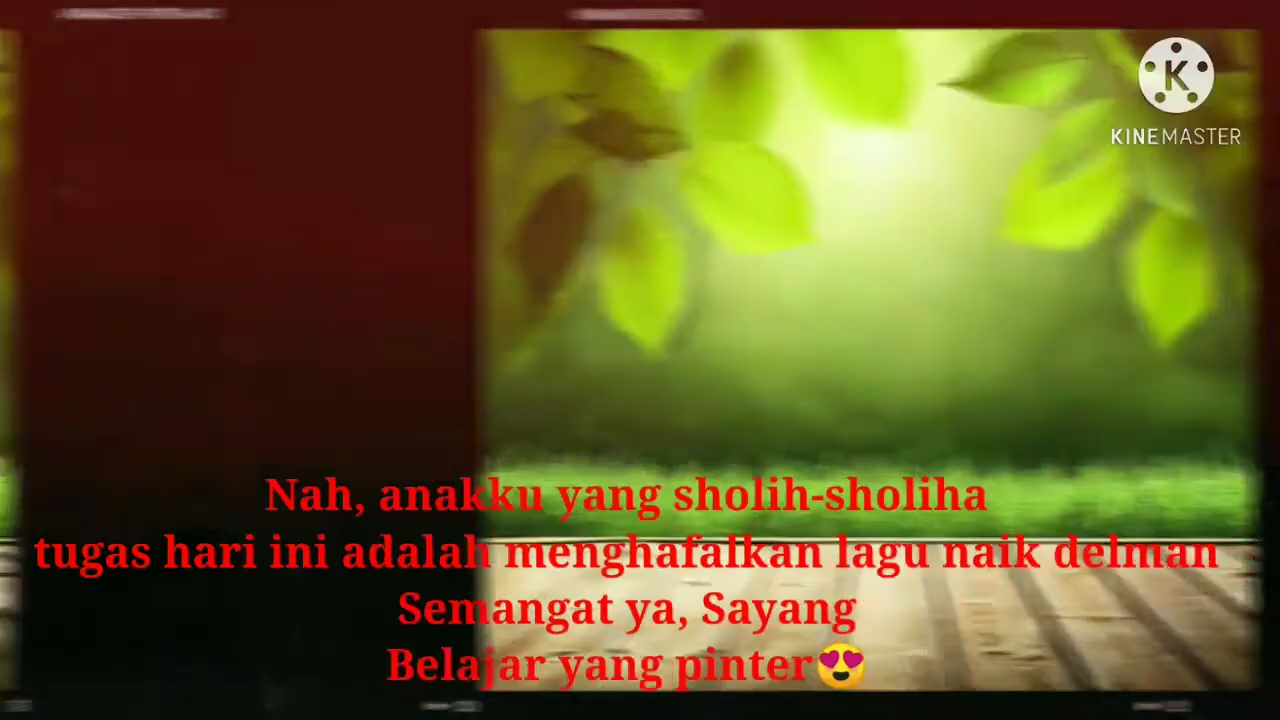 K
KINEMASTER
Nah, anakku yang sholih-sholiha
tugas hari ini adalah menghafalkan lagu naik delman
Semangat ya, Sayang
Belajar yang pinter😍